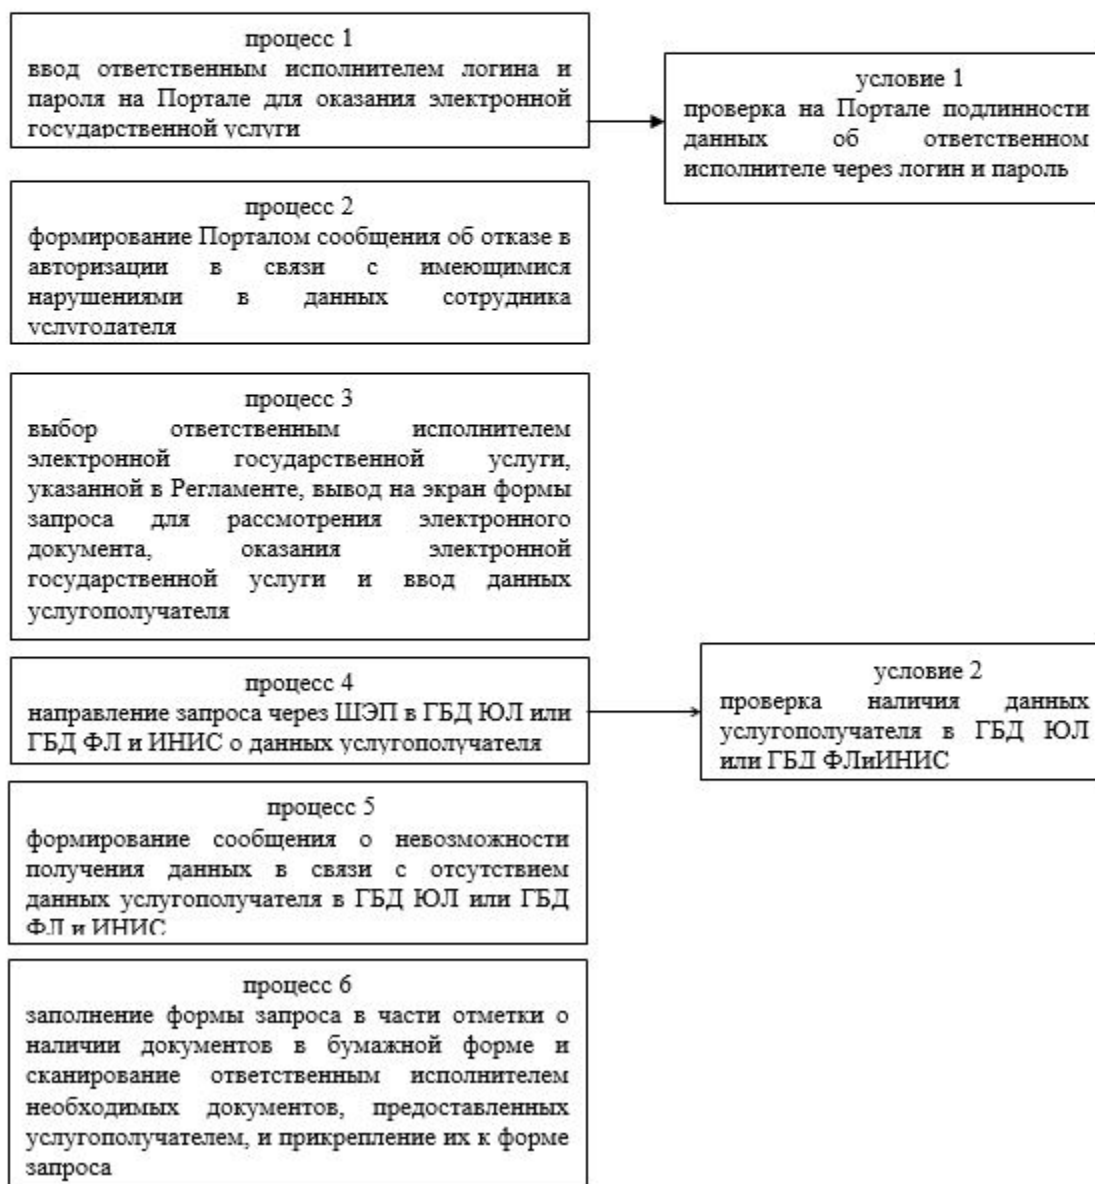 процесс 1
ввод ответственным исполнителем логина и
пароля на Портале для оказания электронной
государственной услуги
условие 1
проверка на Портале подлинности
данных об ответственном
исполнителе через логин и пароль
процесс 2
формирование Порталом сообщения об отказе в
авторизации в связи с имеющимися
нарушениями в данных сотрудника
услугодателя
процесс 3
выбор ответственным исполнителем
электронной государственной услуги,
указанной в Регламенте, вывод на экран формы
запроса для рассмотрения электронного
документа, оказания электронной
государственной услуги и ввод данных
услугополучателя
процесс 4
направление запроса через ШЭП в ГБД ЮЛ или
ГБД ФЛ и ИНИС о данных услугополучателя
условие 2
проверка наличия данных
услугополучателя в ГБД ЮЛ
или ГБД ФЛиИНИС
процесс 5
формирование сообщения о невозможности
получения данных в связи с отсутствием
данных услугополучателя в ГБД ЮЛ или ГБД
ФЛ и ИНИС
процесс 6
заполнение формы запроса в части отметки о
наличии документов в бумажной форме и
сканирование ответственным исполнителем
необходимых документов, предоставленных
услугополучателем, и прикрепление их к форме
запроса